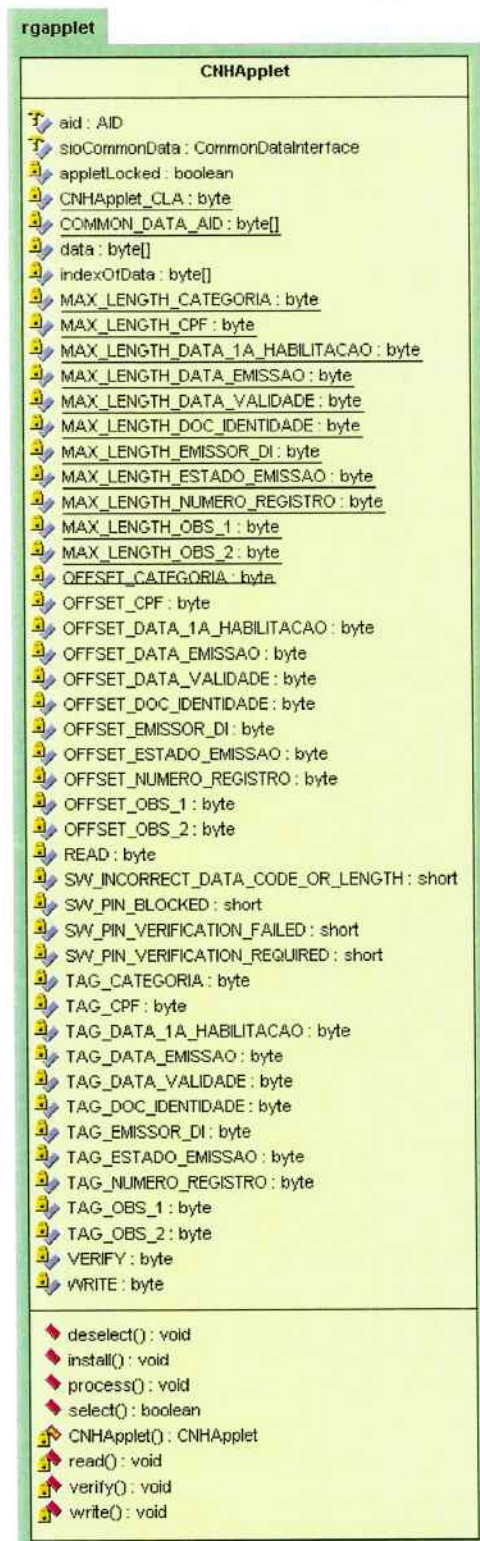 rgapplet
CNHApplet
aid : AID
sioCommonData : CommonDataInterface
appletLocked : boolean
CNHApplet_CLA : byte
COMMON_DATA_AID : byte[]
data : byte[]
indexOfData : byte[]
MAX_LENGTH_CATEGORIA : byte
MAX_LENGTH_CPF : byte
MAX_LENGTH_DATA_1A_HABILITACAO : byte
MAX_LENGTH_DATA_EMISSAO : byte
MAX_LENGTH_DATA_VALIDADE : byte
MAX_LENGTH_DOC_IDENTIDADE : byte
MAX_LENGTH_EMISSOR_DI : byte
MAX_LENGTH_ESTADO_EMISSAO : byte
MAX_LENGTH_NUMERO_REGISTRO : byte
MAX_LENGTH_OBS_1 : byte
MAX_LENGTH_OBS_2 : byte
OFFSET_CATEGORIA : byte
OFFSET_CPF : byte
OFFSET_DATA_1A_HABILITACAO : byte
OFFSET_DATA_EMISSAO : byte
OFFSET_DATA_VALIDADE : byte
OFFSET_DOC_IDENTIDADE : byte
OFFSET_EMISSOR_DI : byte
OFFSET_ESTADO_EMISSAO : byte
OFFSET_NUMERO_REGISTRO : byte
OFFSET_OBS_1 : byte
OFFSET_OBS_2 : byte
READ : byte
SW_INCORRECT_DATA_CODE_OR_LENGTH : short
SW_PIN_BLOCKED : short
SW_PIN_VERIFICATION_FAILED : short
SW_PIN_VERIFICATION_REQUIRED : short
TAG_CATEGORIA : byte
TAG_CPF : byte
TAG_DATA_1A_HABILITACAO : byte
TAG_DATA_EMISSAO : byte
TAG_DATA_VALIDADE : byte
TAG_DOC_IDENTIDADE : byte
TAG_EMISSOR_DI : byte
TAG_ESTADO_EMISSAO : byte
TAG_NUMERO_REGISTRO : byte
TAG_OBS_1 : byte
TAG_OBS_2 : byte
VERIFY : byte
WRITE : byte
deselect() : void
install() : void
process() : void
select() : boolean
CNHApplet() : CNHApplet
read() : void
verify() : void
write() : void